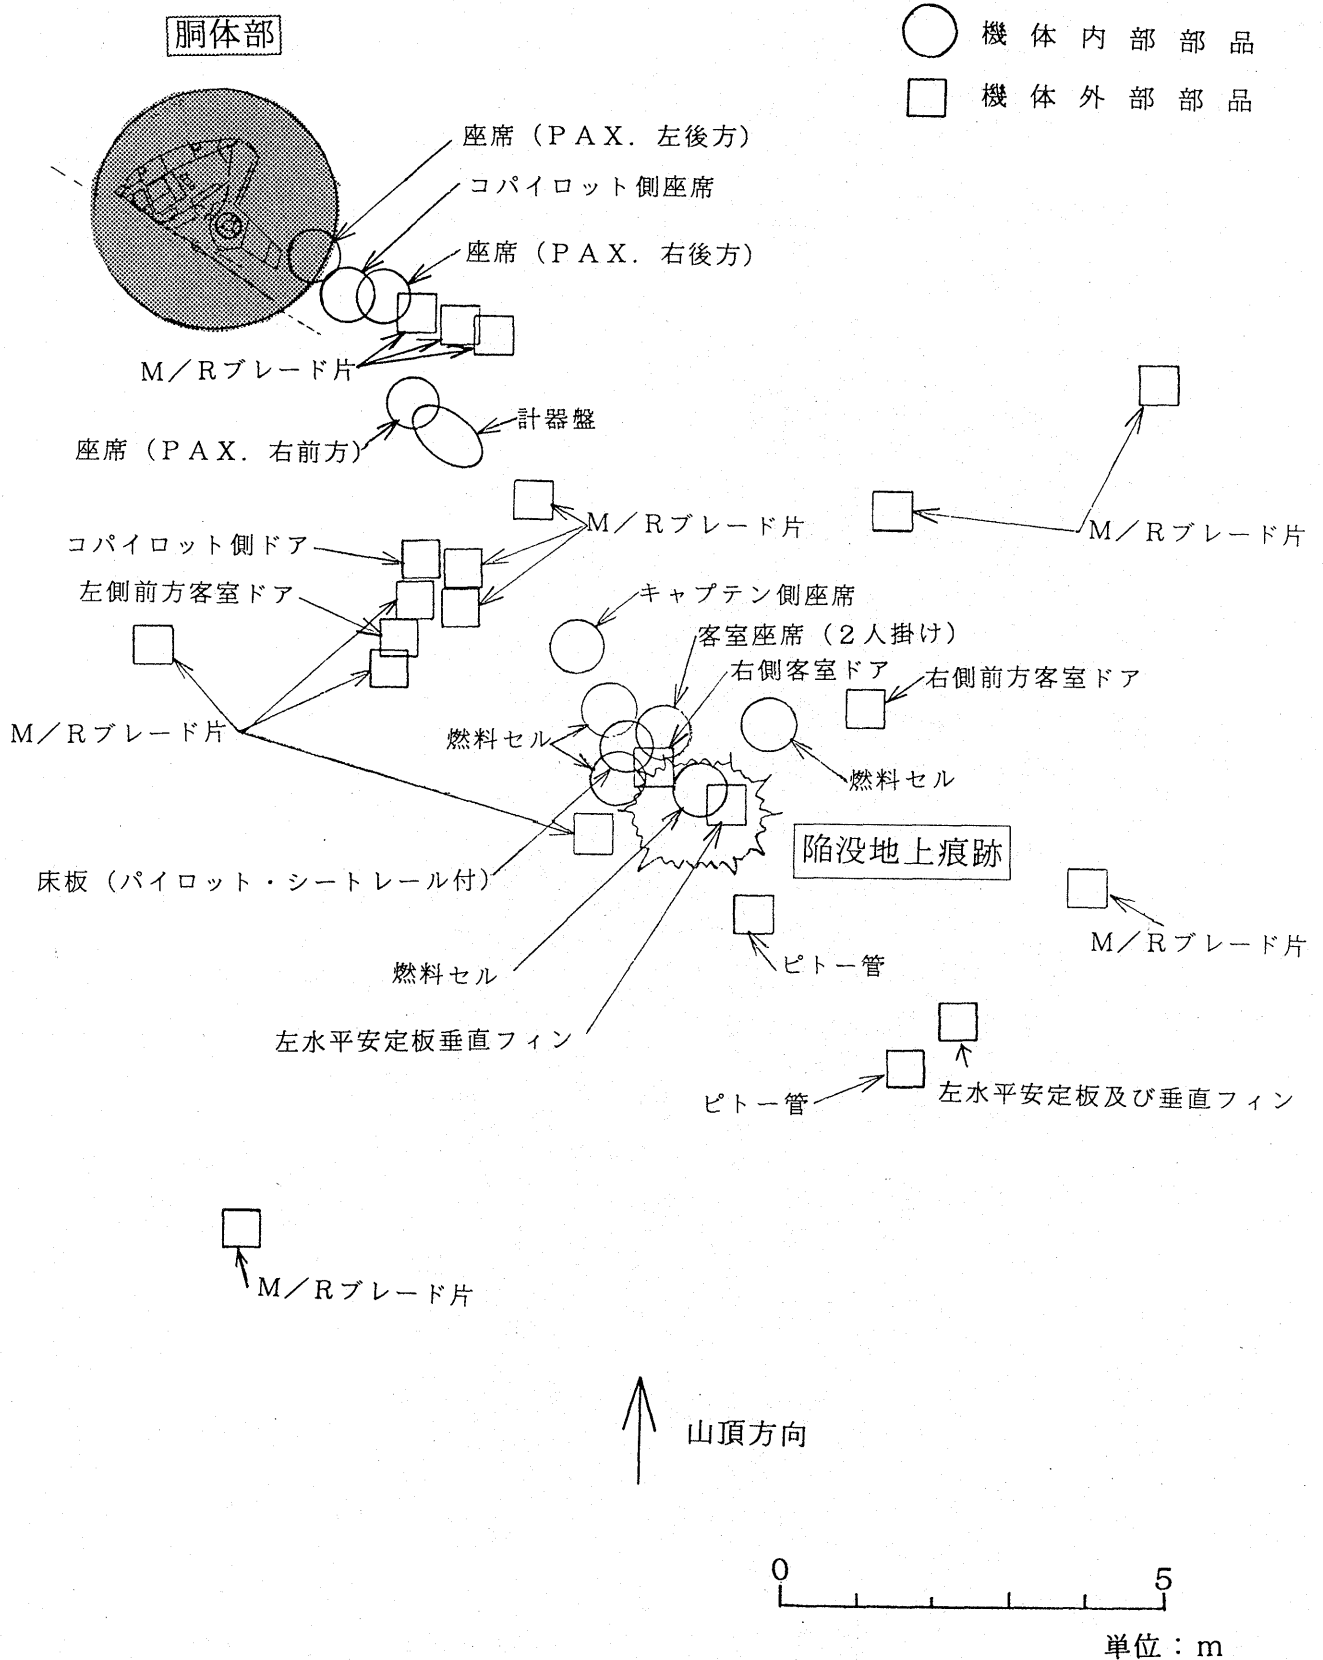 胴体部
機体内部部品
機体外部部品
座席（ＰＡＸ．左後方）
コパイロット側座席
座席（ＰＡＸ．右後方）
Ｍ／Ｒブレード片
計器盤
座席（ＰＡＸ．右前方）
Ｍ／Ｒブレード片
Ｍ／Ｒブレード片
コパイロット側ドア
左側前方客室ドア
キャプテン側座席
客室座席（２人掛け）
右側客室ドア
右側前方客室ドア
Ｍ／Ｒブレード片
燃料セル
燃料セル
陥没地上痕跡
床板（パイロット・シートレール付）
Ｍ／Ｒブレード片
燃料セル
ピトー管
左水平安定板垂直フィン
ピトー管
左水平安定板及び垂直フィン
Ｍ／Ｒブレード片
山頂方向
0 5
単位：ｍ